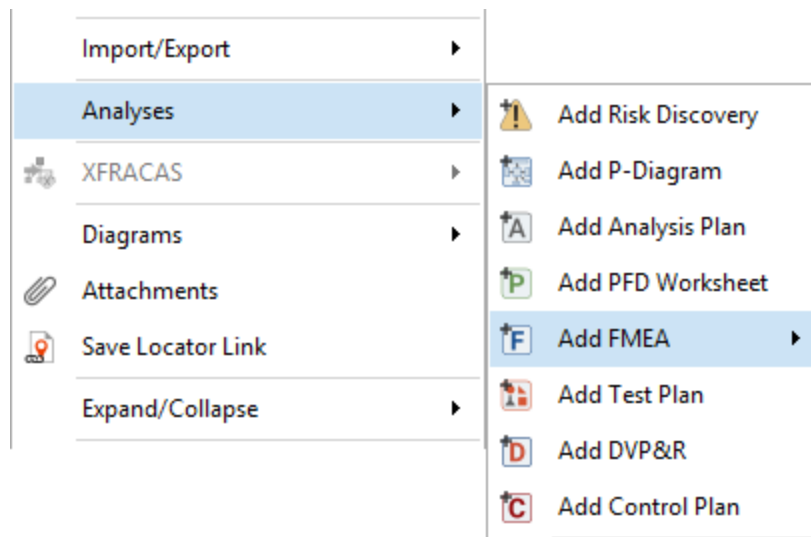 Import/Export
Analyses
XFRACAS
Diagrams
Attachments
Save Locator Link
Expand/Collapse
Add Risk Discovery
Add P-Diagram
A Add Analysis Plan
P Add PFD Worksheet
F Add FMEA
Add Test Plan
D Add DVP&R
C Add Control Plan